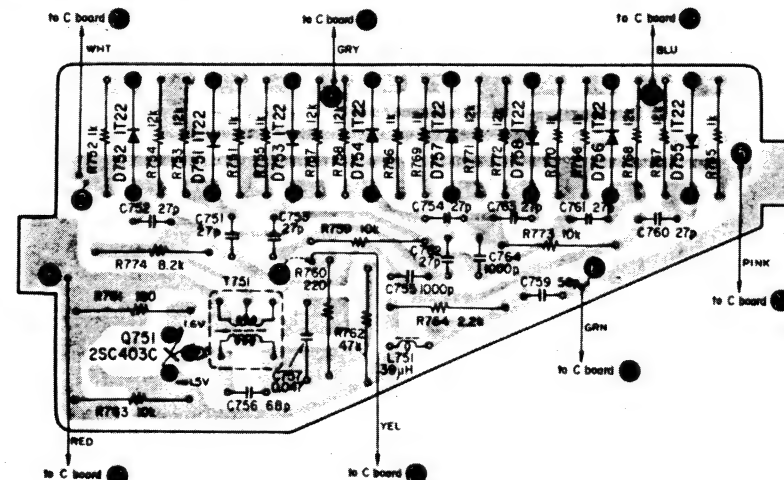 to C board
to C board
to C board
WHT
GRY
BLU
R752 1k
D752 1T22
R754 12k
R753 12k
D751 1T22
R751 1k
R755 1k
D753 1T22
R757 12k
R758 12k
D754 1T22
R756 1k
R769 1k
D757 1T22
R771 12k
R772 12k
D758 1T22
R770 1k
R766 1k
D756 1T22
R768 12k
R767 12k
D755 1T22
R765 1k
C752 27p
C751
27p
C753
27p
C754 27p
C763 27p
C761 27p
C760 27p
R759 10k
R773 10k
R774 8.2k
C762
27p
C764
1000p
PINK
T751
R760
220
C755 1000p
C759
R761 180
R764 2.2k
to C board
1.6V
Q751
2SC403C
R762
47k
GRN
L751
39μH
C757
0.047
to C board
R763 10k
C756 68p
RED
YEL
to C board
to C board